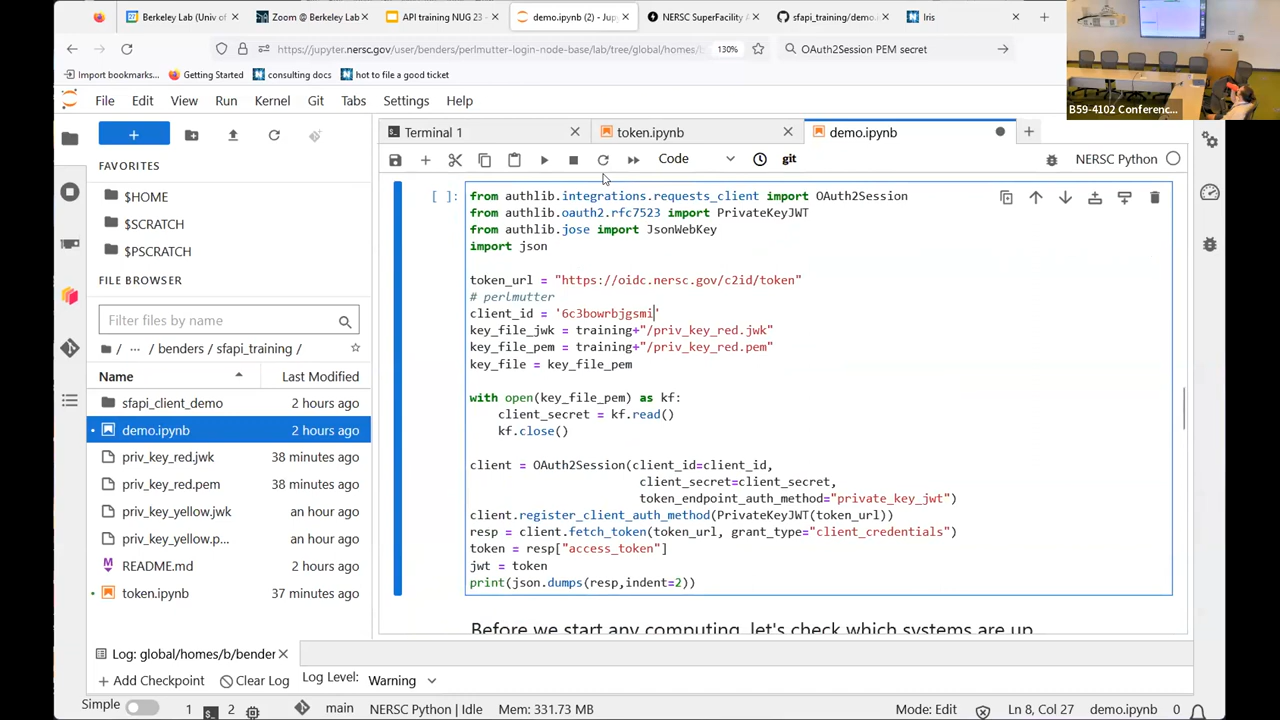 Berkeley Lab (Univ of
Zoom @ Berkeley Lab
API training NUG 23 -
demo.ipynb (2) - Jup
NERSC SuperFacility A
sfapi_training/demo.i
Iris
https://jupyter.nersc.gov/user/benders/perlmutter-login-node-base/lab/tree/global/homes/b
130%
OAuth2Session PEM secret
Import bookmarks...
Getting Started
consulting docs
hot to file a good ticket
B59-4102 Conferenc...
File Edit View Run Kernel Git Tabs Settings Help
Terminal 1
token.ipynb
demo.ipynb
Code
git
NERSC Python
FAVORITES
$HOME
$SCRATCH
$PSCRATCH
FILE BROWSER
Filter files by name
/ ... / benders / sfapi_training /
Name Last Modified
sfapi_client_demo 2 hours ago
demo.ipynb 2 hours ago
priv_key_red.jwk 38 minutes ago
priv_key_red.pem 38 minutes ago
priv_key_yellow.jwk an hour ago
priv_key_yellow.p... an hour ago
README.md 2 hours ago
token.ipynb 37 minutes ago
[ ]:
from authlib.integrations.requests_client import OAuth2Session
from authlib.oauth2.rfc7523 import PrivateKeyJWT
from authlib.jose import JsonWebKey
import json
token_url = "https://oidc.nersc.gov/c2id/token"
# perlmutter
client_id = '6c3bowrbjgsmi'
key_file_jwk = training+"/priv_key_red.jwk"
key_file_pem = training+"/priv_key_red.pem"
key_file = key_file_pem
with open(key_file_pem) as kf:
    client_secret = kf.read()
    kf.close()
client = OAuth2Session(client_id=client_id,
                        client_secret=client_secret,
                        token_endpoint_auth_method="private_key_jwt")
client.register_client_auth_method(PrivateKeyJWT(token_url))
resp = client.fetch_token(token_url, grant_type="client_credentials")
token = resp["access_token"]
jwt = token
print(json.dumps(resp,indent=2))
Before we start any computing, let's check which systems are up
Log: global/homes/b/bender
Add Checkpoint
Clear Log
Log Level:
Warning
Simple
1
2
main
NERSC Python | Idle
Mem: 331.73 MB
Mode: Edit
Ln 8, Col 27
demo.ipynb
0